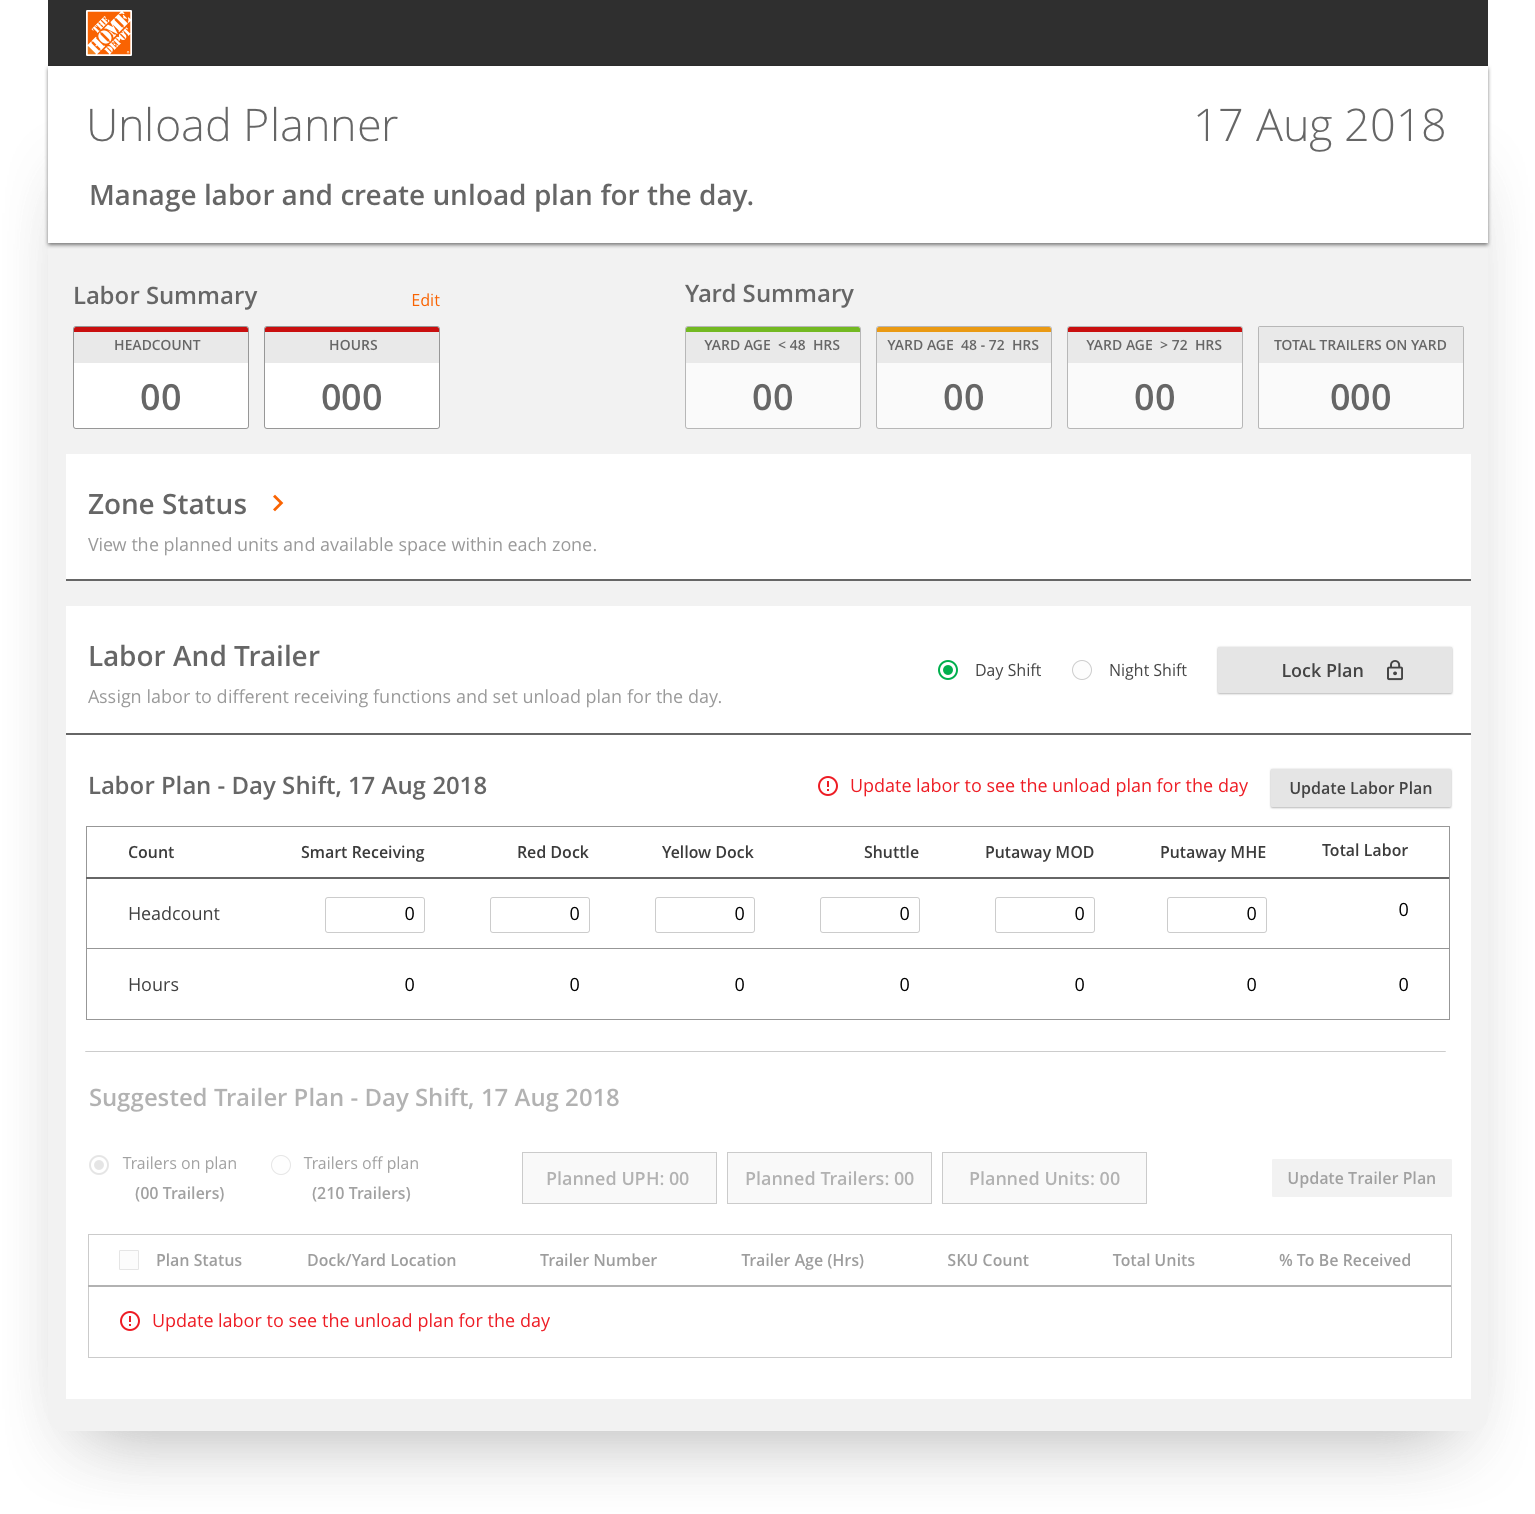 THE
HOME
DEPOT
Unload Planner
17 Aug 2018
Manage labor and create unload plan for the day.
Labor Summary
Edit
Yard Summary
HEADCOUNT
HOURS
YARD AGE < 48 HRS
YARD AGE 48 - 72 HRS
YARD AGE > 72 HRS
TOTAL TRAILERS ON YARD
00
000
00
00
00
000
Zone Status
View the planned units and available space within each zone.
Labor And Trailer
Assign labor to different receiving functions and set unload plan for the day.
Day Shift
Night Shift
Lock Plan
Labor Plan - Day Shift, 17 Aug 2018
Update labor to see the unload plan for the day
Update Labor Plan
Count Smart Receiving Red Dock Yellow Dock Shuttle Putaway MOD Putaway MHE Total Labor
Headcount 0 0 0 0 0 0 0
Hours 0 0 0 0 0 0 0
Suggested Trailer Plan - Day Shift, 17 Aug 2018
Trailers on plan
(00 Trailers)
Trailers off plan
(210 Trailers)
Planned UPH: 00
Planned Trailers: 00
Planned Units: 00
Update Trailer Plan
Plan Status Dock/Yard Location Trailer Number Trailer Age (Hrs) SKU Count Total Units % To Be Received
Update labor to see the unload plan for the day